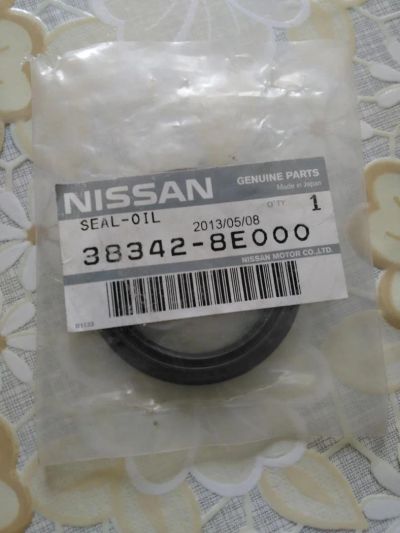 NISSAN
GENUINE PARTS
Made in Japan
SEAL-OIL
2013/05/08
Q'TY
1
38342-8E000
NISSAN MOTOR CO.,LTD.